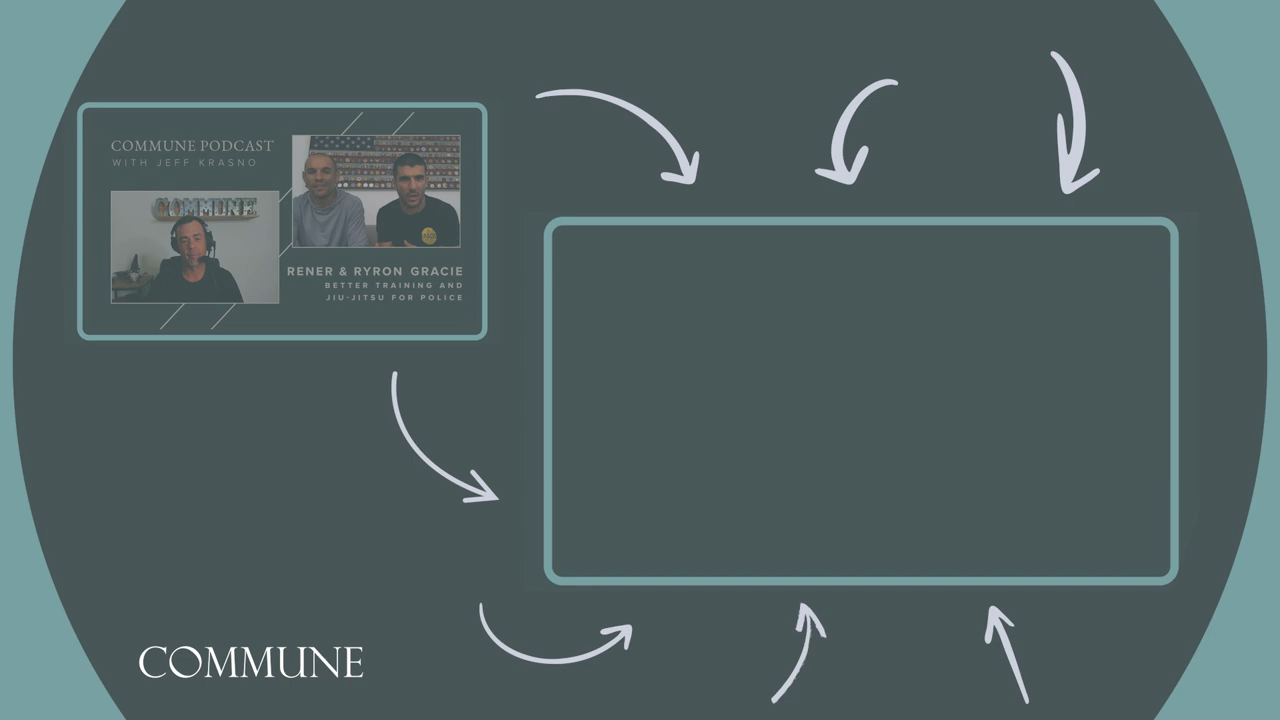 COMMUNE PODCAST
WITH JEFF KRASNO
COMMUNE
RENER & RYRON GRACIE
BETTER TRAINING AND
JIU-JITSU FOR POLICE
COMMUNE